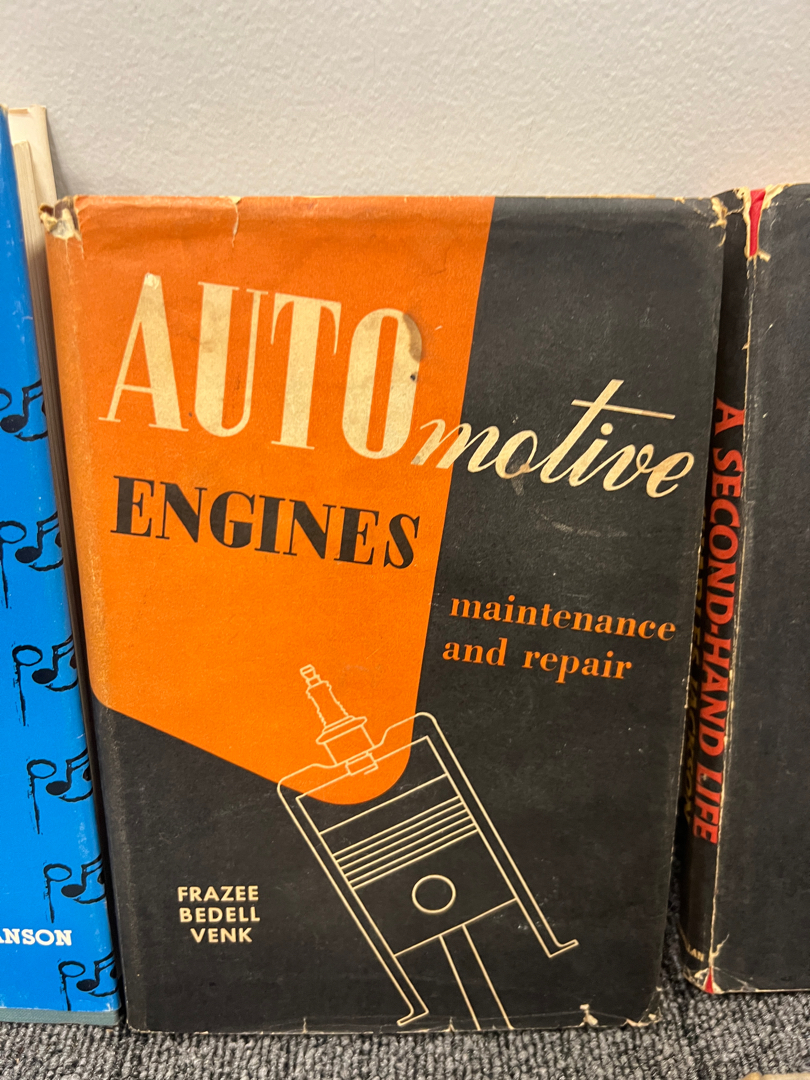 AUTOmotive
ENGINES
maintenance
and repair
FRAZEE
BEDELL
VENK
ANSON
A SECOND-HAND LIFE